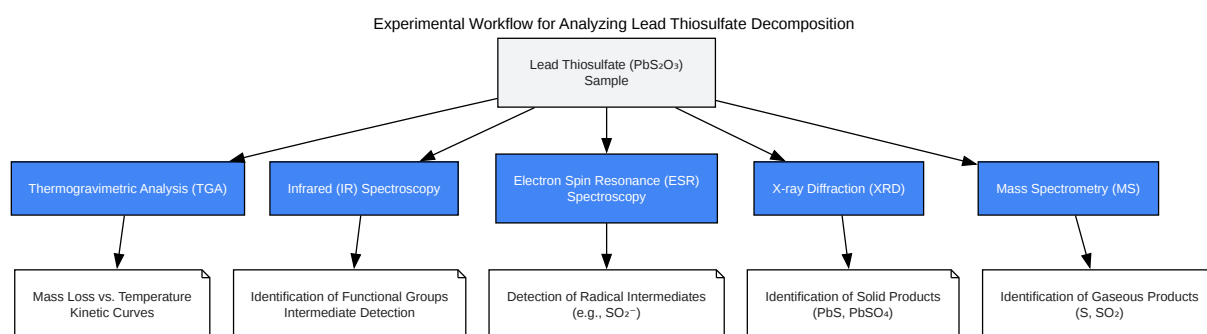 Experimental Workflow for Analyzing Lead Thiosulfate Decomposition
Lead Thiosulfate (PbS₂O₃)
Sample
Thermogravimetric Analysis (TGA)
Infrared (IR) Spectroscopy
Electron Spin Resonance (ESR)
Spectroscopy
X-ray Diffraction (XRD)
Mass Spectrometry (MS)
Mass Loss vs. Temperature
Kinetic Curves
Identification of Functional Groups
Intermediate Detection
Detection of Radical Intermediates
(e.g., SO₂⁻)
Identification of Solid Products
(PbS, PbSO₄)
Identification of Gaseous Products
(S, SO₂)